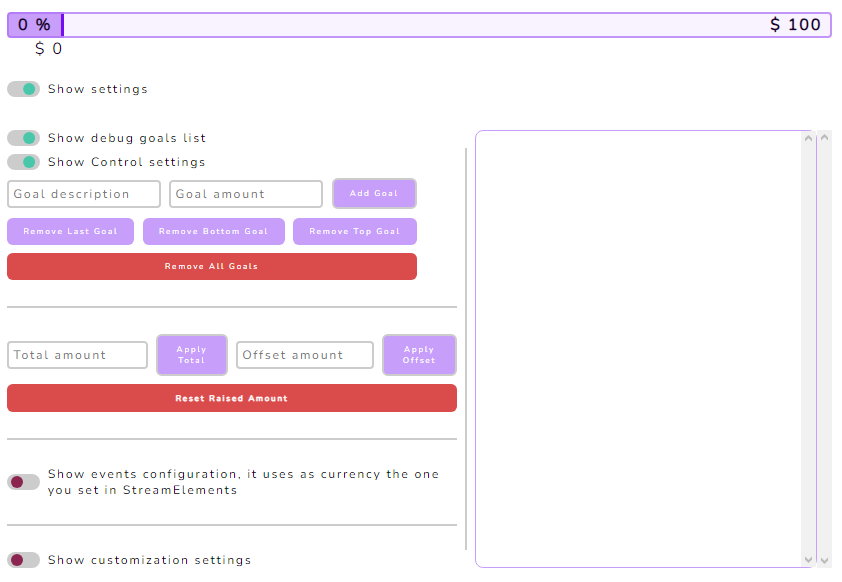 0 %
$ 100
$ 0
Show settings
Show debug goals list
Show Control settings
Goal description
Goal amount
Add Goal
Remove Last Goal
Remove Bottom Goal
Remove Top Goal
Remove All Goals
Total amount
Apply
Total
Offset amount
Apply
Offset
Reset Raised Amount
Show events configuration, it uses as currency the one
you set in StreamElements
Show customization settings